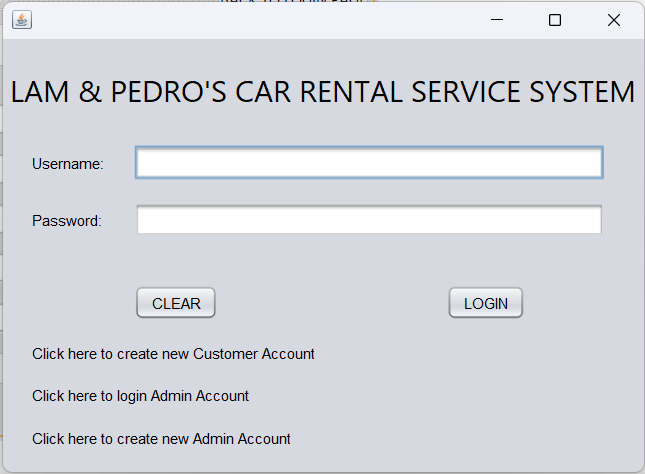 LAM & PEDRO'S CAR RENTAL SERVICE SYSTEM
Username:
Password:
CLEAR LOGIN
Click here to create new Customer Account
Click here to login Admin Account
Click here to create new Admin Account